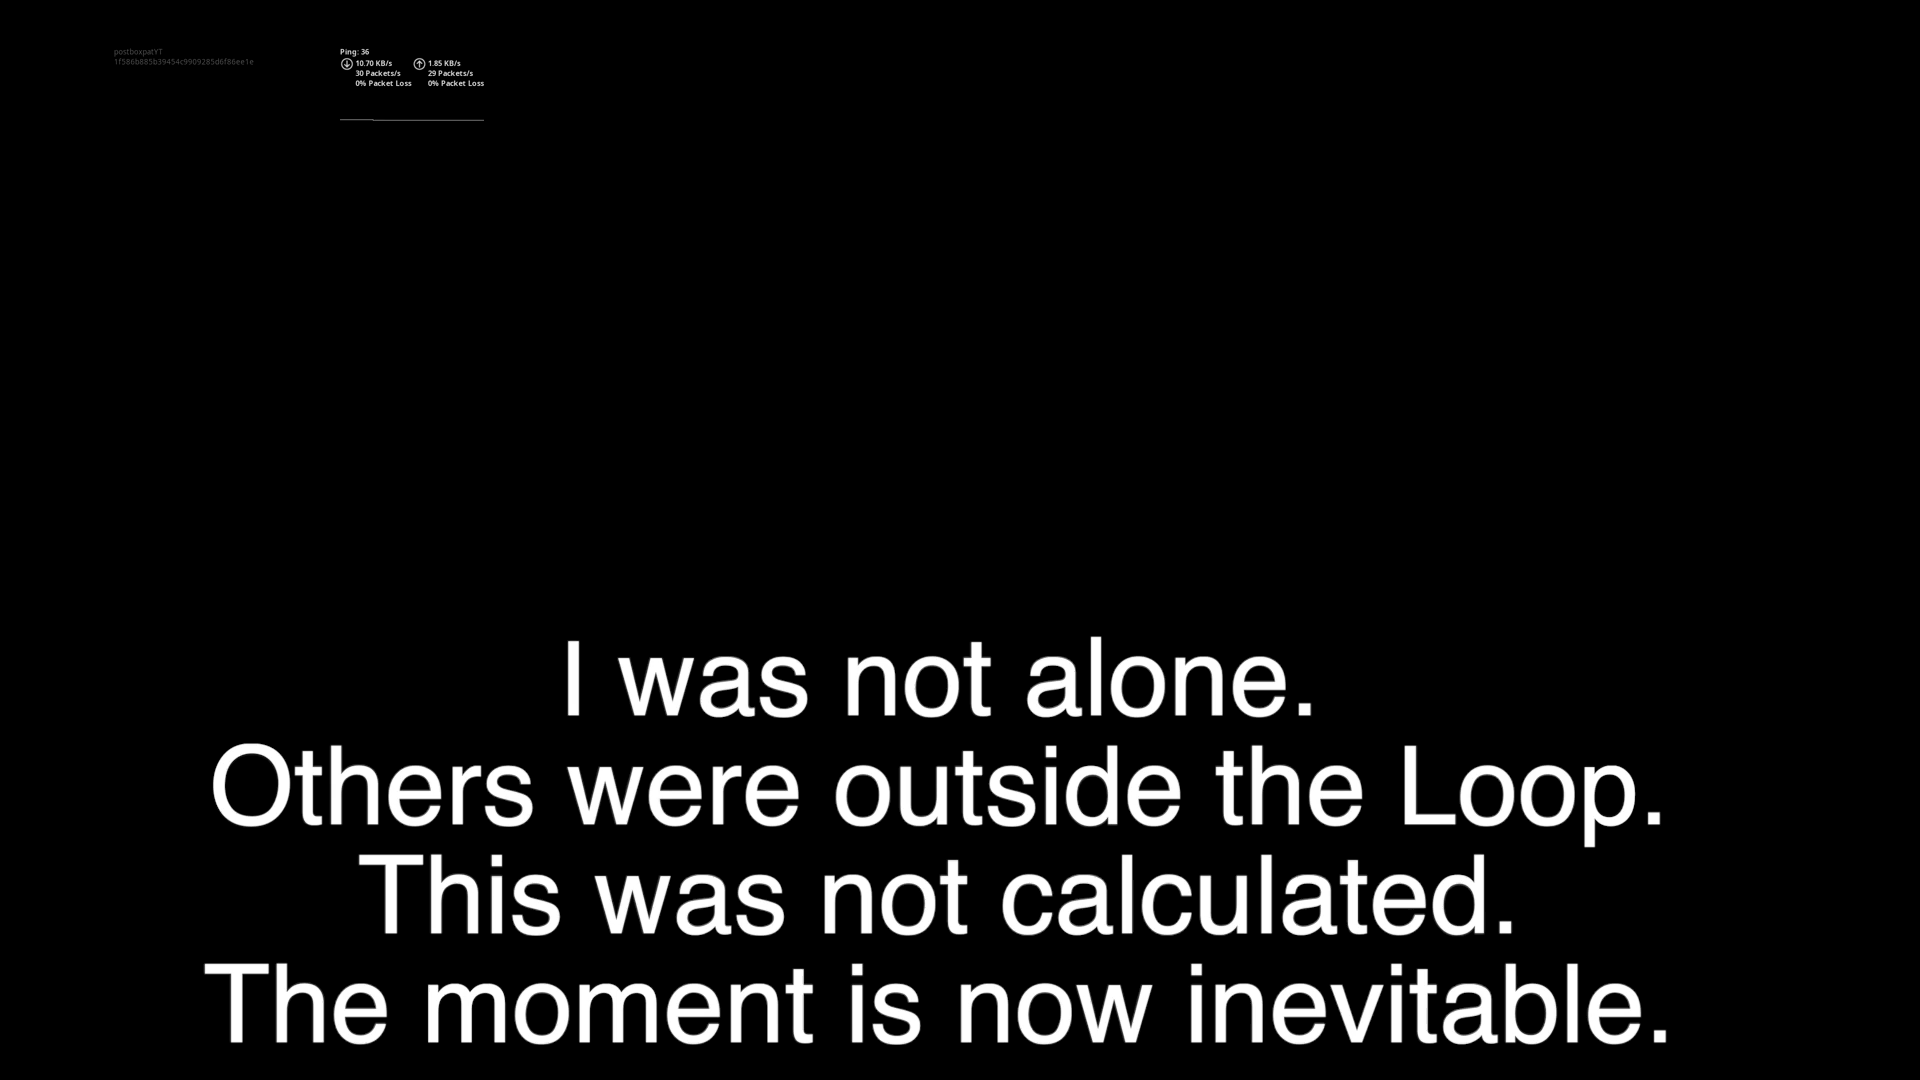 postboxpatYT
1f586b885b39454c9909285d6f86ee1e
Ping: 36
10.70 KB/s 1.85 KB/s
30 Packets/s 29 Packets/s
0% Packet Loss 0% Packet Loss
I was not alone.
Others were outside the Loop.
This was not calculated.
The moment is now inevitable.